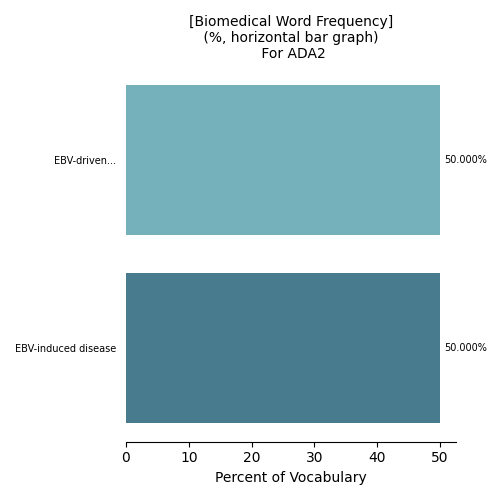 [Biomedical Word Frequency]
(%, horizontal bar graph)
For ADA2
EBV-driven...
50.000%
EBV-induced disease
50.000%
0 10 20 30 40 50
Percent of Vocabulary